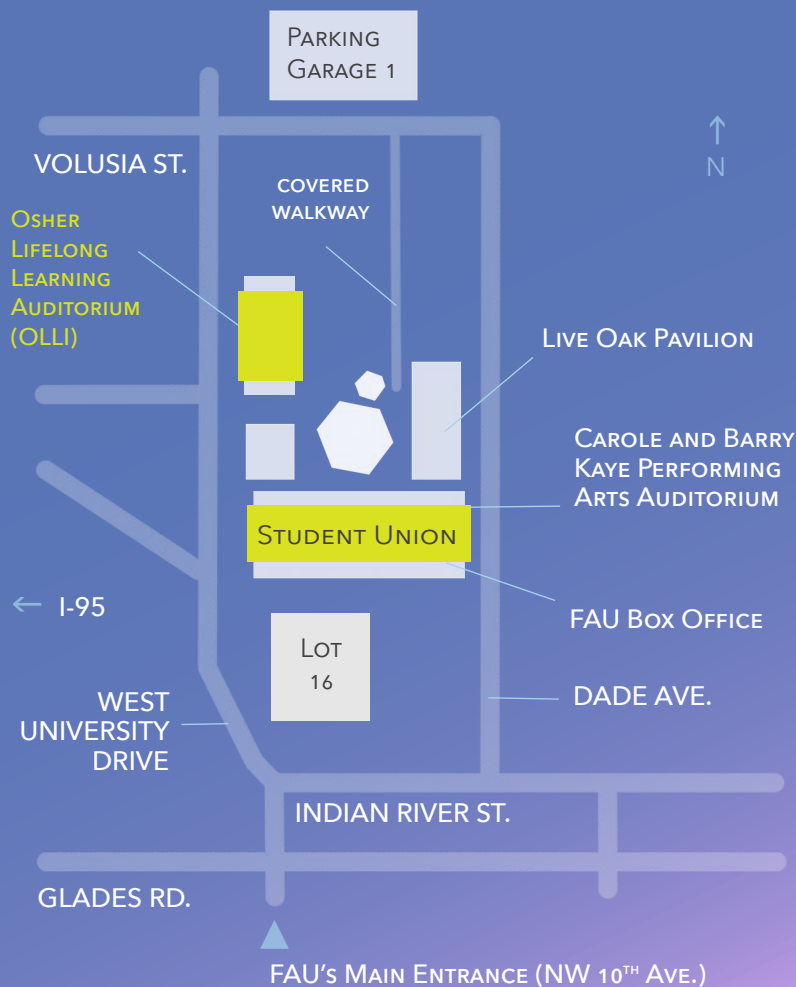 Parking
Garage 1
VOLUSIA ST.
N
covered
walkway
Osher
Lifelong
Learning
Auditorium
(OLLI)
Live Oak Pavilion
Carole and Barry
Kaye Performing
Arts Auditorium
Student Union
← I-95
FAU Box Office
Lot
16
WEST
UNIVERSITY
DRIVE
DADE AVE.
INDIAN RIVER ST.
GLADES RD.
FAU's Main Entrance (NW 10th Ave.)